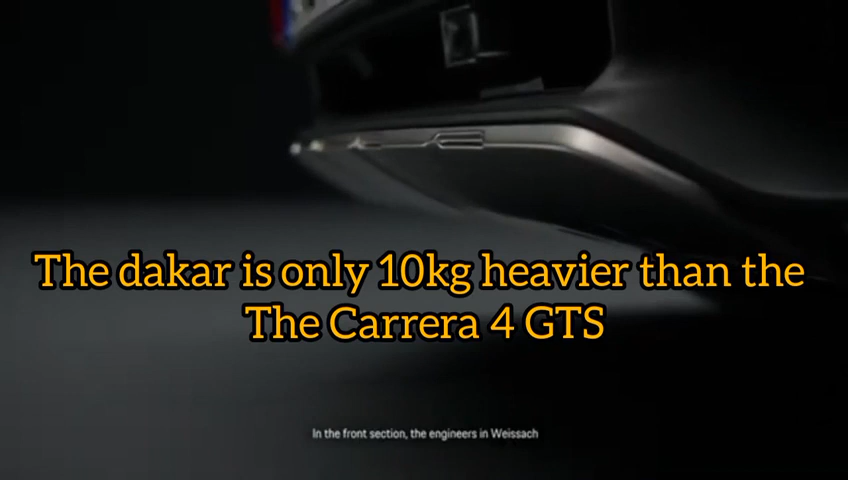 The dakar is only 10kg heavier than the
The Carrera 4 GTS
In the front section, the engineers in Weissach